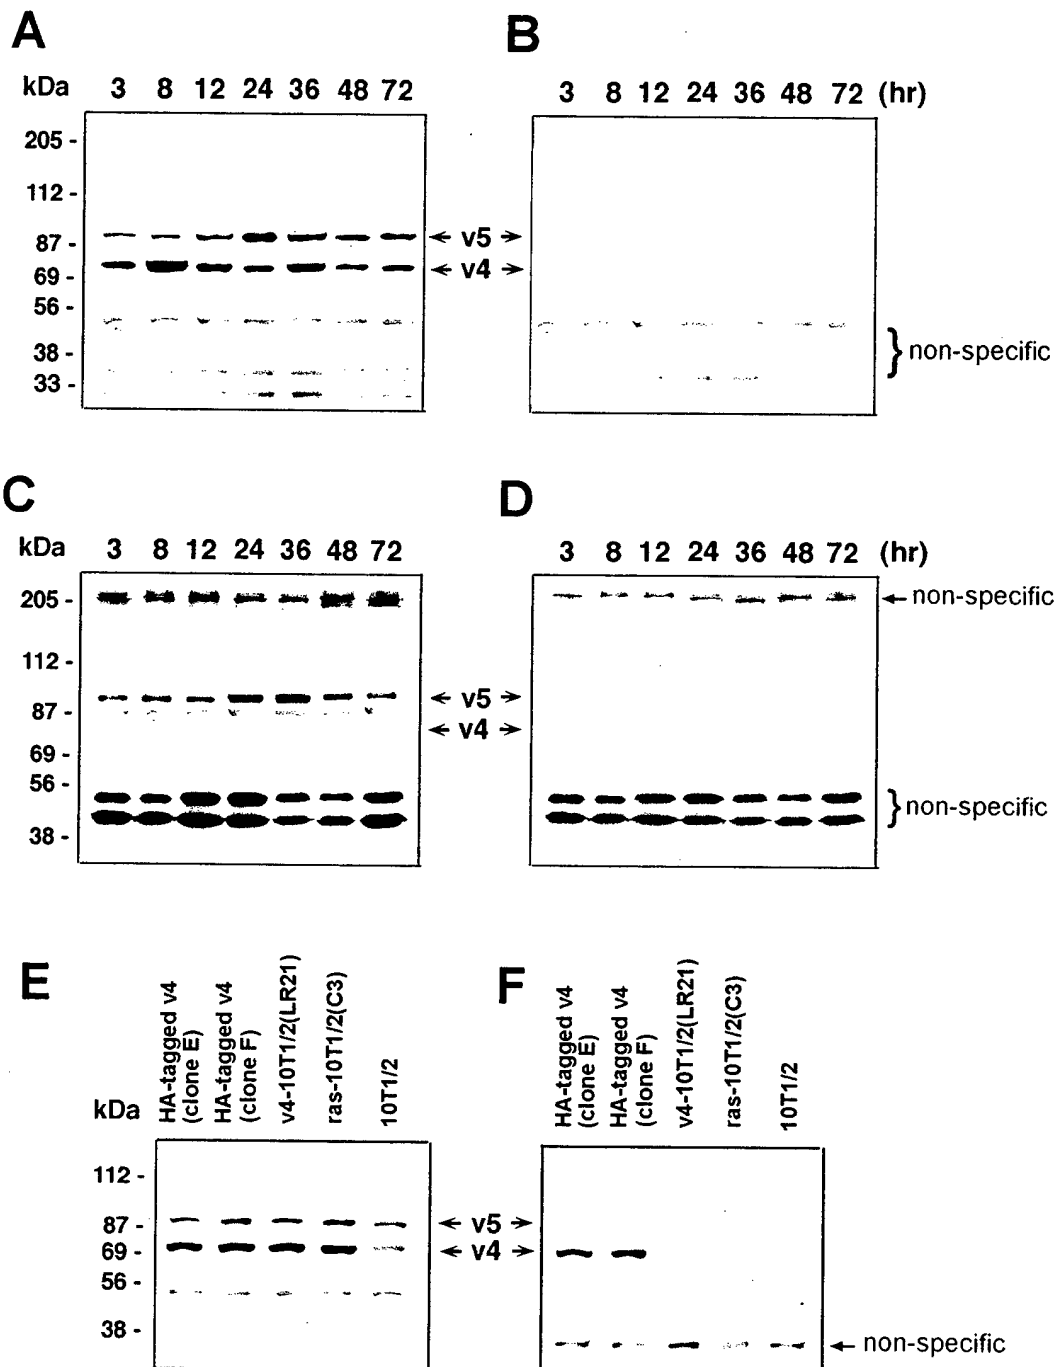 A
B
kDa 3 8 12 24 36 48 72
3 8 12 24 36 48 72 (hr)
205 -
112 -
87 -
69 -
56 -
38 -
33 -
← v5 →
← v4 →
} non-specific
C
D
kDa 3 8 12 24 36 48 72
3 8 12 24 36 48 72 (hr)
205 -
112 -
87 -
69 -
56 -
38 -
← non-specific
← v5 →
← v4 →
} non-specific
E
F
kDa
HA-tagged v4
(clone E)
HA-tagged v4
(clone F)
v4-10T1/2(LR21)
ras-10T1/2(C3)
10T1/2
HA-tagged v4
(clone E)
HA-tagged v4
(clone F)
v4-10T1/2(LR21)
ras-10T1/2(C3)
10T1/2
112 -
87 -
69 -
56 -
38 -
← v5 →
← v4 →
← non-specific